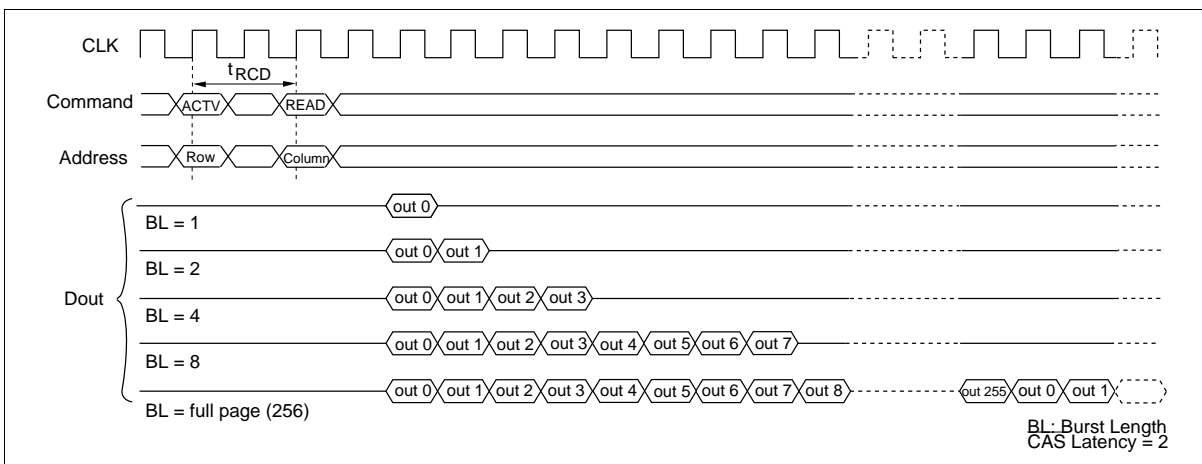 CLK
tRCD
Command ACTV READ
Address Row Column
out 0
BL = 1
out 0 out 1
BL = 2
Dout
out 0 out 1 out 2 out 3
BL = 4
out 0 out 1 out 2 out 3 out 4 out 5 out 6 out 7
BL = 8
out 0 out 1 out 2 out 3 out 4 out 5 out 6 out 7 out 8 out 255 out 0 out 1
BL = full page (256)
BL: Burst Length
CAS Latency = 2